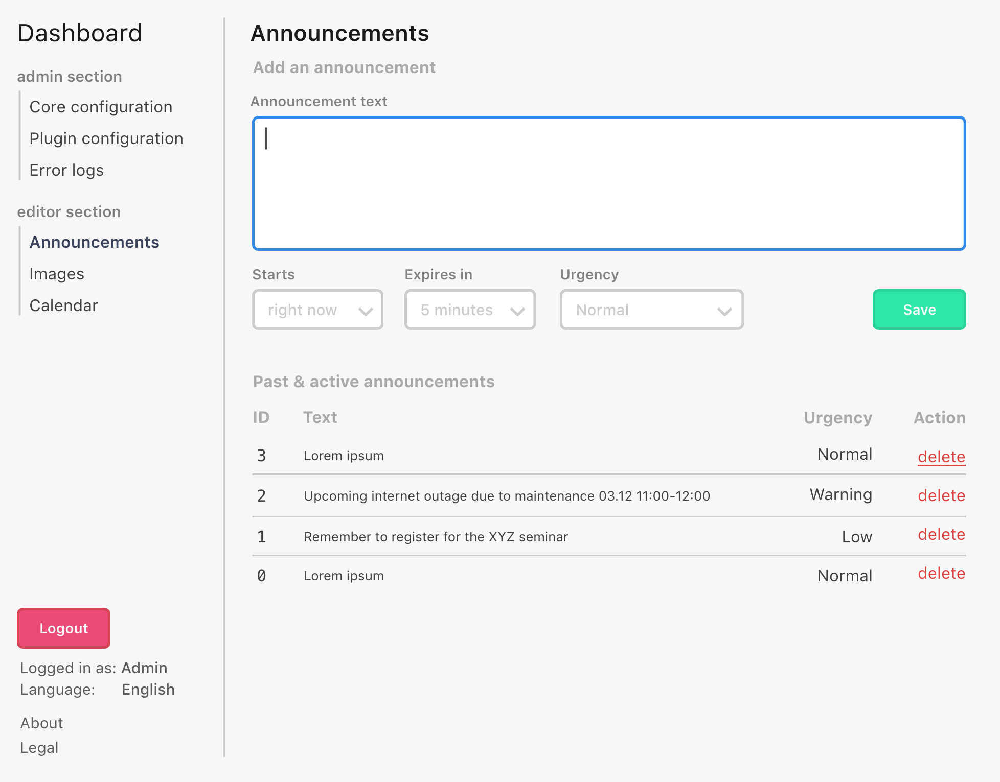 Dashboard
admin section
Core configuration
Plugin configuration
Error logs
editor section
Announcements
Images
Calendar
Logout
Logged in as: Admin
Language: English
About
Legal
Announcements
Add an announcement
Announcement text
Starts Expires in Urgency
right now 5 minutes Normal Save
Past & active announcements
ID Text Urgency Action
3 Lorem ipsum Normal delete
2 Upcoming internet outage due to maintenance 03.12 11:00-12:00 Warning delete
1 Remember to register for the XYZ seminar Low delete
0 Lorem ipsum Normal delete